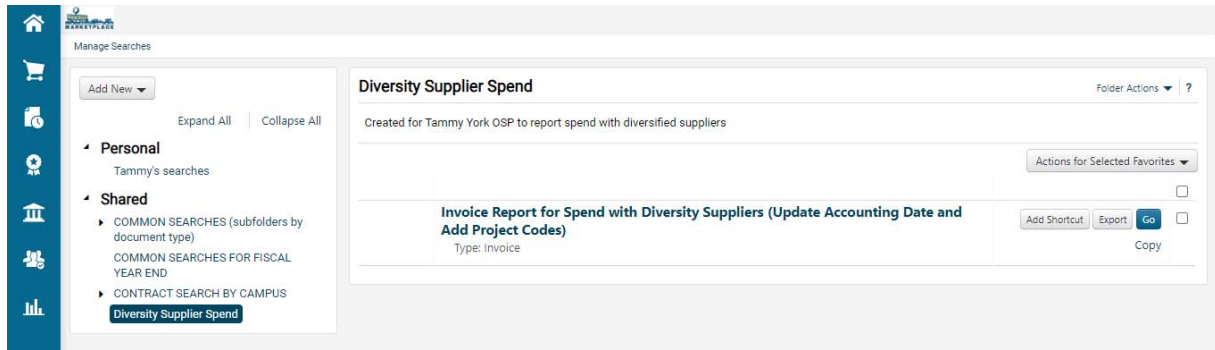 MARKETPLACE
Manage Searches
Add New
Expand All
Collapse All
Personal
Tammy's searches
Shared
COMMON SEARCHES (subfolders by
document type)
COMMON SEARCHES FOR FISCAL
YEAR END
CONTRACT SEARCH BY CAMPUS
Diversity Supplier Spend
Diversity Supplier Spend
Folder Actions
?
Created for Tammy York OSP to report spend with diversified suppliers
Actions for Selected Favorites
Invoice Report for Spend with Diversity Suppliers (Update Accounting Date and
Add Project Codes)
Type: Invoice
Add Shortcut
Export
Go
Copy